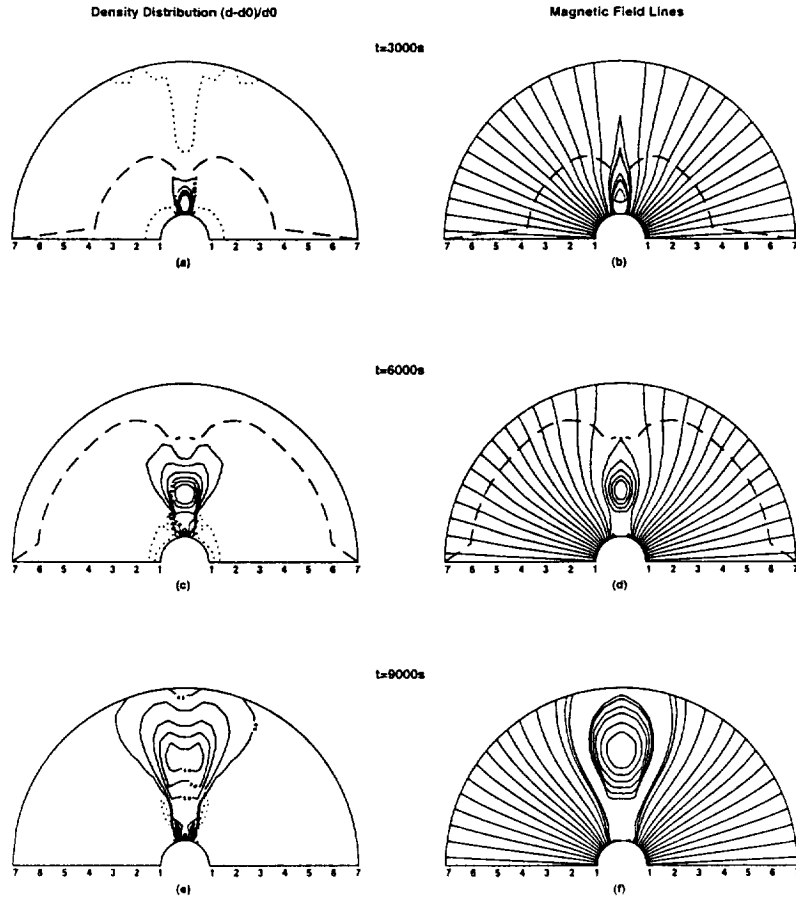 Density Distribution (d-d0)/d0
Magnetic Field Lines
t=3000s
7 6 5 4 3 2 1 1 2 3 4 5 6 7
7 6 5 4 3 2 1 1 2 3 4 5 6 7
(a)
(b)
t=6000s
7 6 5 4 3 2 1 1 2 3 4 5 6 7
7 6 5 4 3 2 1 1 2 3 4 5 6 7
(c)
(d)
t=9000s
7 6 5 4 3 2 1 1 2 3 4 5 6 7
7 6 5 4 3 2 1 1 2 3 4 5 6 7
(e)
(f)